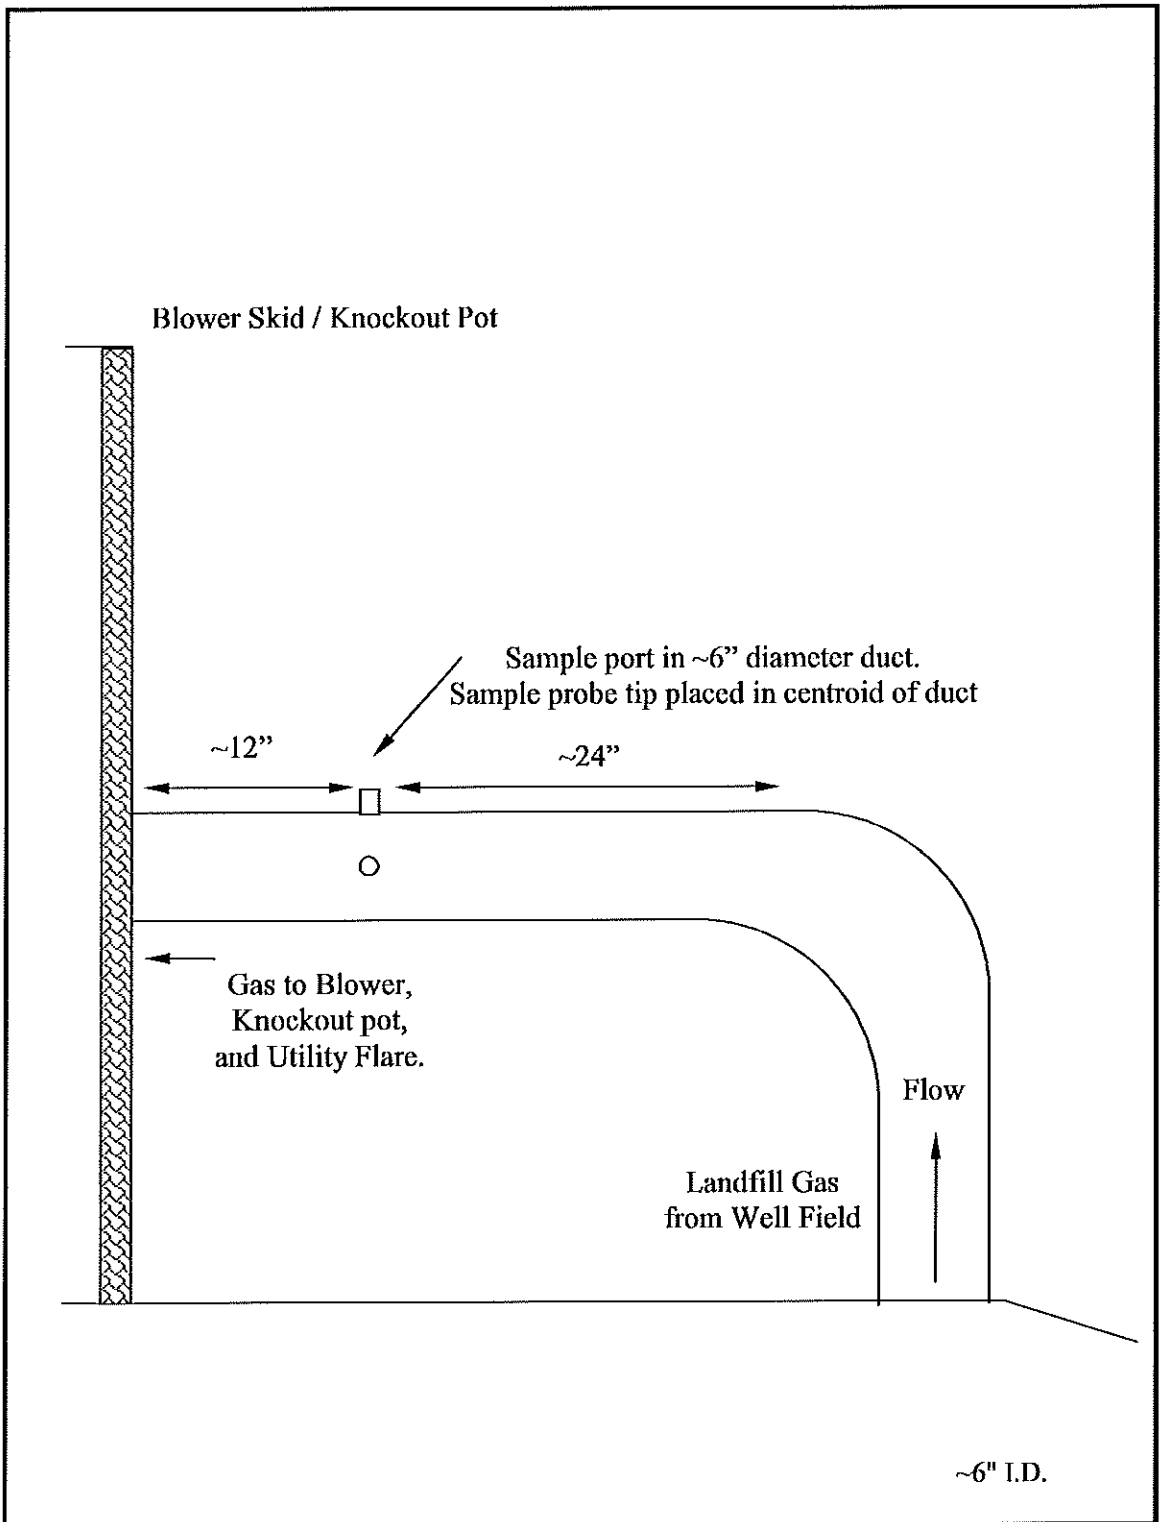 Blower Skid / Knockout Pot
Sample port in ~6” diameter duct.
Sample probe tip placed in centroid of duct
~12”
~24”
Gas to Blower,
Knockout pot,
and Utility Flare.
Flow
Landfill Gas
from Well Field
~6" I.D.